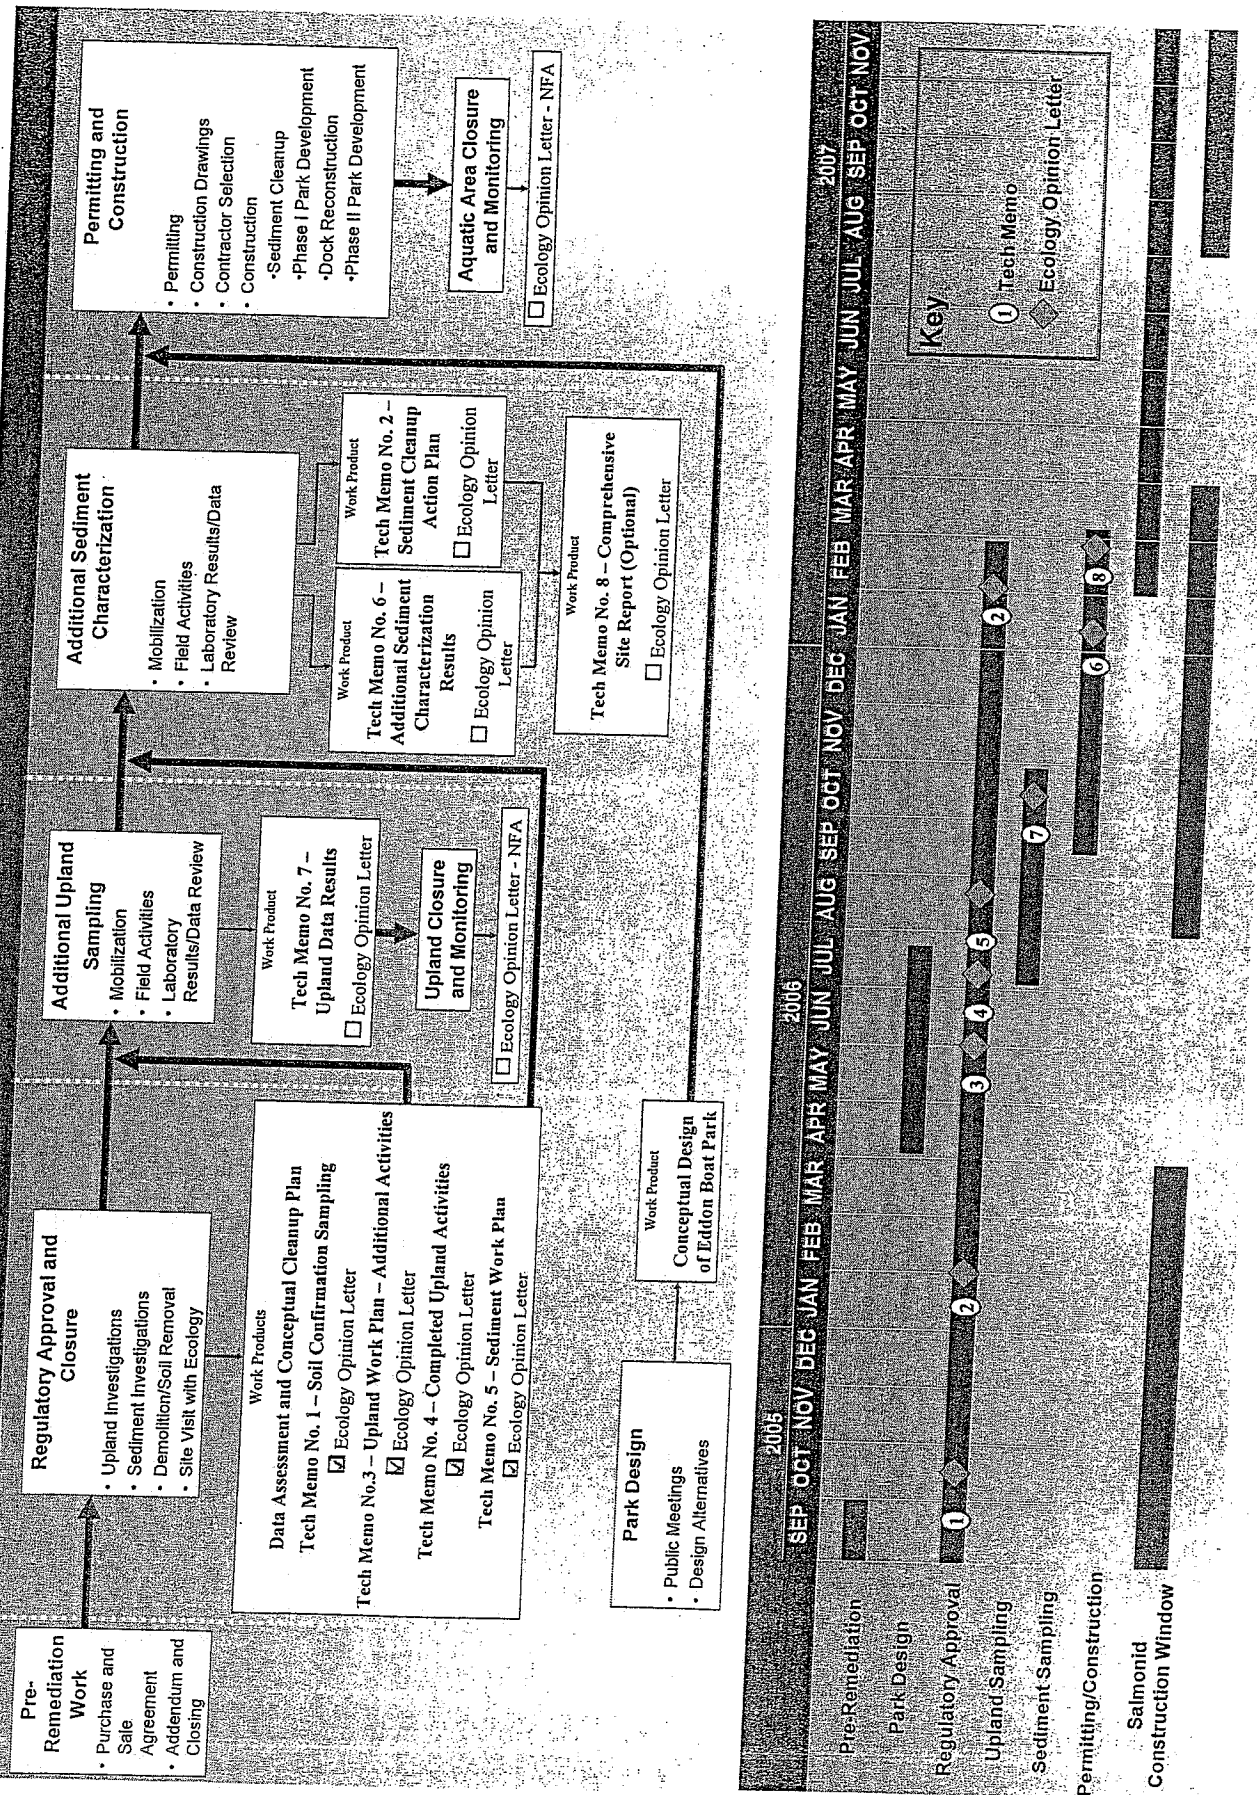 Pre-
Remediation
Work
• Purchase and
Sale
Agreement
• Addendum and
Closing
Regulatory Approval and
Closure
• Upland Investigations
• Sediment Investigations
• Demolition/Soil Removal
• Site Visit with Ecology
Work Products
Data Assessment and Conceptual Cleanup Plan
Tech Memo No. 1 – Soil Confirmation Sampling
☑ Ecology Opinion Letter
Tech Memo No.3 – Upland Work Plan – Additional Activities
☑ Ecology Opinion Letter
Tech Memo No. 4 – Completed Upland Activities
☑ Ecology Opinion Letter
Tech Memo No. 5 – Sediment Work Plan
☑ Ecology Opinion Letter
Additional Upland
Sampling
• Mobilization
• Field Activities
• Laboratory
Results/Data Review
Work Product
Tech Memo No. 7 –
Upland Data Results
☐ Ecology Opinion Letter
Upland Closure
and Monitoring
☐ Ecology Opinion Letter - NFA
Additional Sediment
Characterization
• Mobilization
• Field Activities
• Laboratory Results/Data
Review
Work Product
Tech Memo No. 6 –
Additional Sediment
Characterization
Results
☐ Ecology Opinion
Letter
Work Product
Tech Memo No. 2 –
Sediment Cleanup
Action Plan
☐ Ecology Opinion
Letter
Work Product
Tech Memo No. 8 – Comprehensive
Site Report (Optional)
☐ Ecology Opinion Letter
Permitting and
Construction
• Permitting
• Construction Drawings
• Contractor Selection
• Construction
•Sediment Cleanup
•Phase I Park Development
•Dock Reconstruction
•Phase II Park Development
Aquatic Area Closure
and Monitoring
☐ Ecology Opinion Letter - NFA
Park Design
• Public Meetings
• Design Alternatives
Work Product
Conceptual Design
of Eddon Boat Park
2005 2006 2007
SEP OCT NOV DEC JAN FEB MAR APR MAY JUN JUL AUG SEP OCT NOV DEC JAN FEB MAR APR MAY JUN JUL AUG SEP OCT NOV
Pre-Remediation
Park Design
Regulatory Approval
1 2 3 4 5 2
Upland Sampling
7
Sediment Sampling
6 8
Permitting/Construction
Salmonid
Construction Window
Key
1 Tech Memo
Ecology Opinion Letter